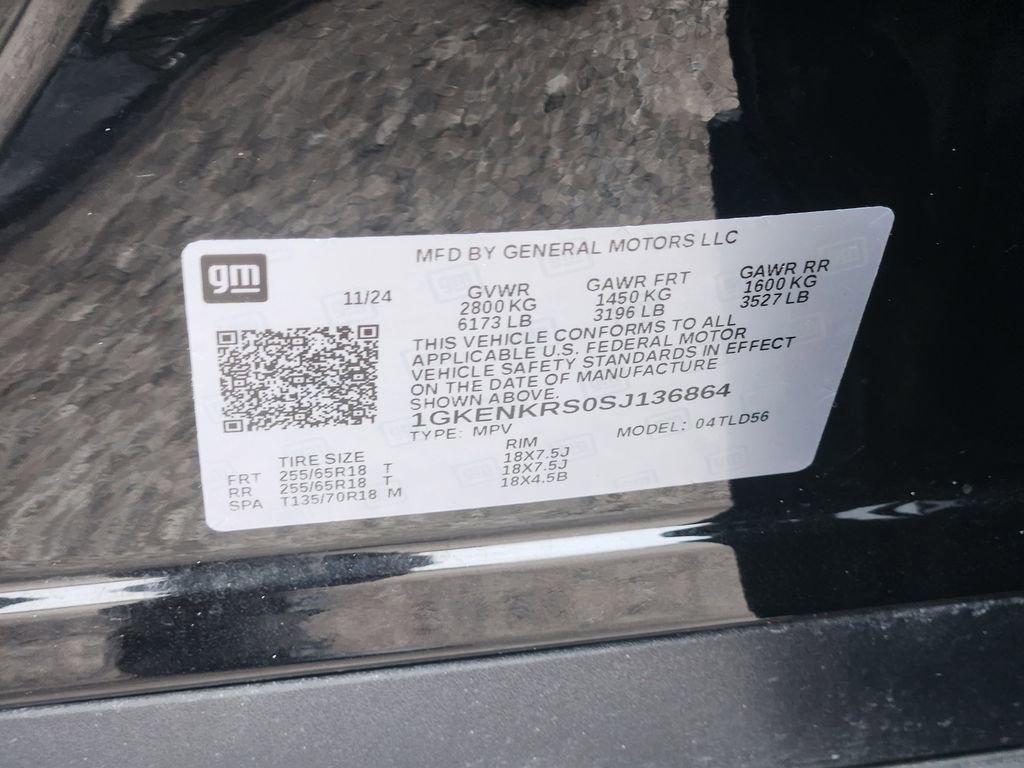 gm
MFD BY GENERAL MOTORS LLC
11/24
GVWR GAWR FRT GAWR RR
2800 KG 1450 KG 1600 KG
6173 LB 3196 LB 3527 LB
THIS VEHICLE CONFORMS TO ALL
APPLICABLE U.S. FEDERAL MOTOR
VEHICLE SAFETY STANDARDS IN EFFECT
ON THE DATE OF MANUFACTURE
SHOWN ABOVE.
1GKENKRS0SJ136864
TYPE: MPV MODEL: 04TLD56
TIRE SIZE RIM
FRT 255/65R18 T 18X7.5J
RR 255/65R18 T 18X7.5J
SPA T135/70R18 M 18X4.5B